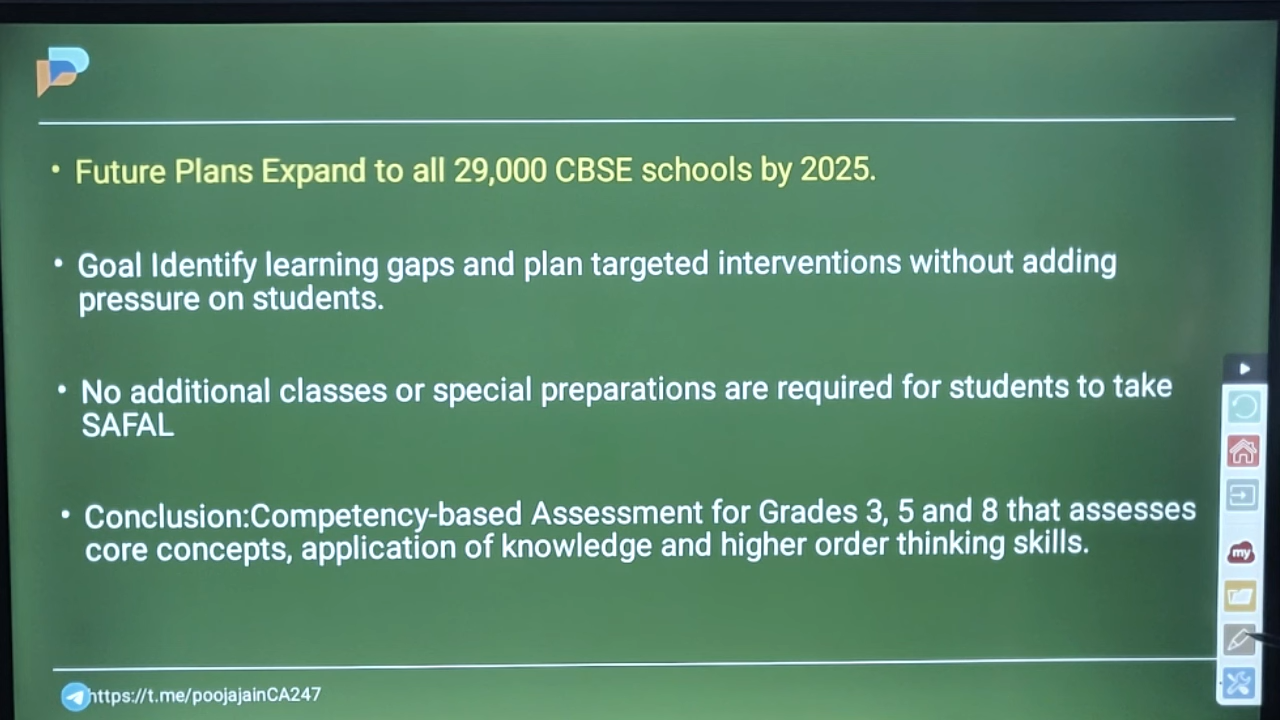 • Future Plans Expand to all 29,000 CBSE schools by 2025.
• Goal Identify learning gaps and plan targeted interventions without adding
pressure on students.
• No additional classes or special preparations are required for students to take
SAFAL
• Conclusion:Competency-based Assessment for Grades 3, 5 and 8 that assesses
core concepts, application of knowledge and higher order thinking skills.
my
https://t.me/poojajainCA247